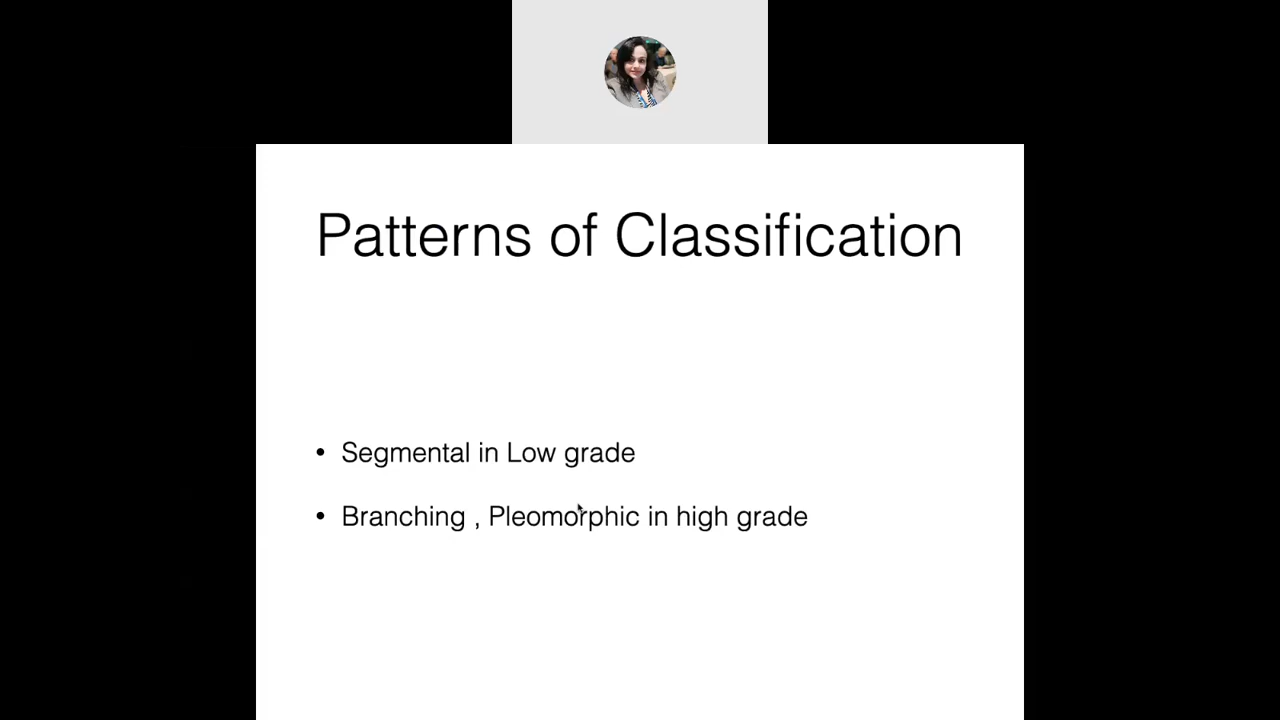 Patterns of Classification
• Segmental in Low grade
• Branching , Pleomorphic in high grade